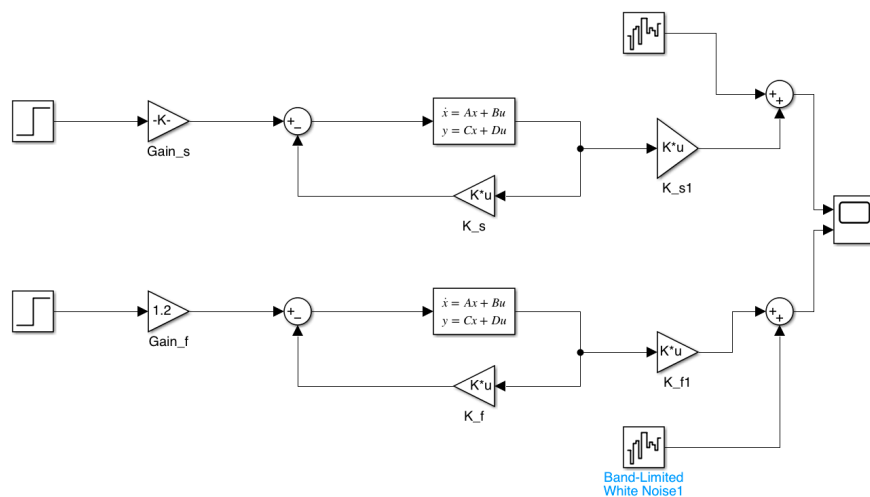 -K-
Gain_s
+
−
ẋ = Ax + Bu
y = Cx + Du
K*u
K_s
K*u
K_s1
+
+
1.2
Gain_f
+
−
ẋ = Ax + Bu
y = Cx + Du
K*u
K_f
K*u
K_f1
+
+
Band-Limited
White Noise1